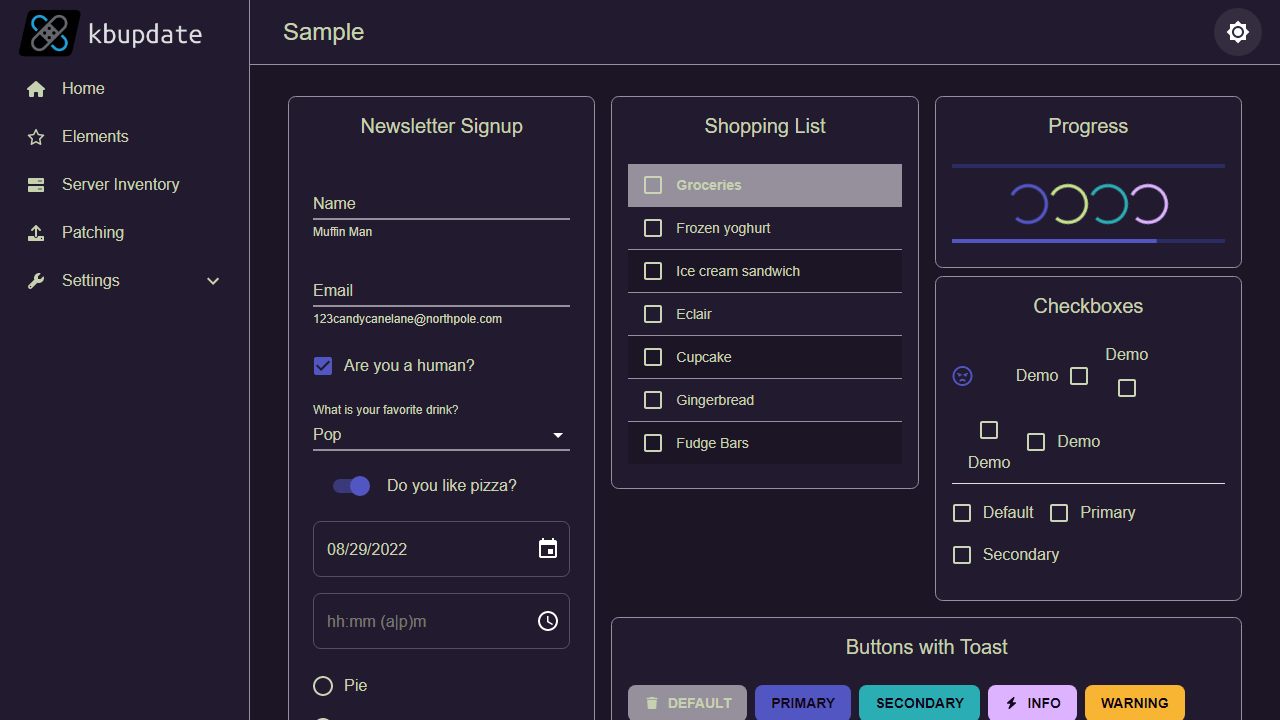 kbupdate
Home
Elements
Server Inventory
Patching
Settings
Sample
Newsletter Signup
Name
Muffin Man
Email
123candycanelane@northpole.com
Are you a human?
What is your favorite drink?
Pop
Do you like pizza?
08/29/2022
hh:mm (a|p)m
Pie
Shopping List
Groceries
Frozen yoghurt
Ice cream sandwich
Eclair
Cupcake
Gingerbread
Fudge Bars
Progress
Checkboxes
Demo
Demo
Demo
Demo
Default Primary
Secondary
Buttons with Toast
DEFAULT PRIMARY SECONDARY INFO WARNING